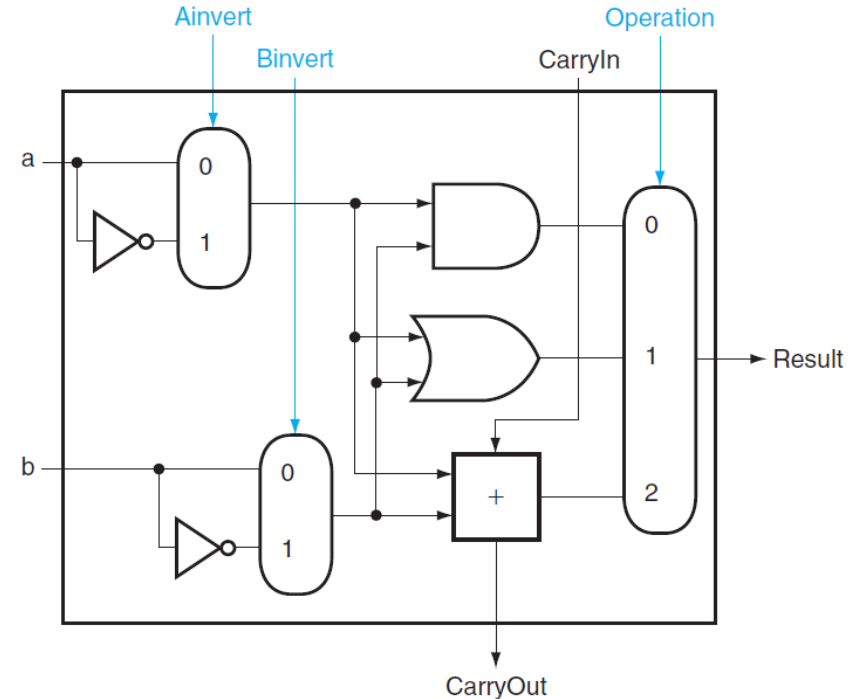 Ainvert
Operation
Binvert
CarryIn
a
0
1
0
1
Result
b
0
1
+
2
CarryOut